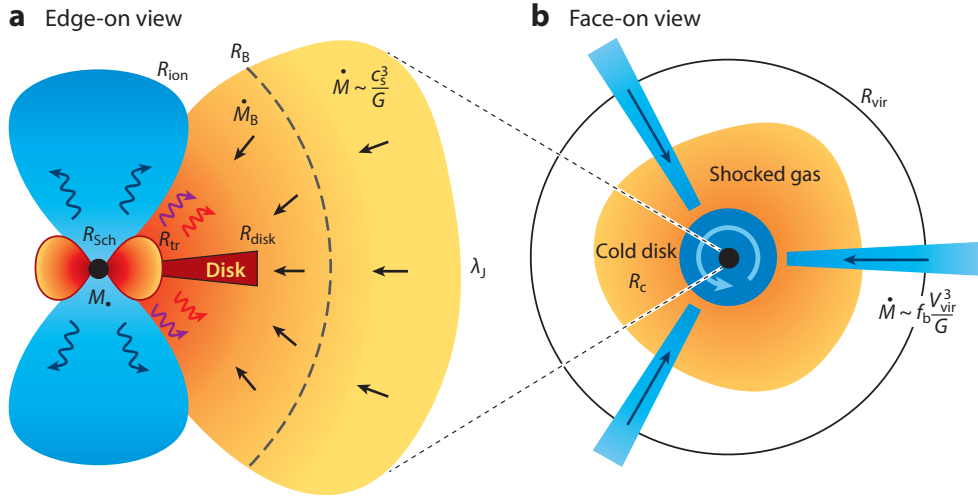 a Edge-on view
R_ion
R_B
Ṁ ~ c_s^3/G
Ṁ_B
R_Sch
R_tr
R_disk
Disk
λ_J
M_•
b Face-on view
R_vir
Shocked gas
Cold disk
R_c
Ṁ ~ f_b V_vir^3/G